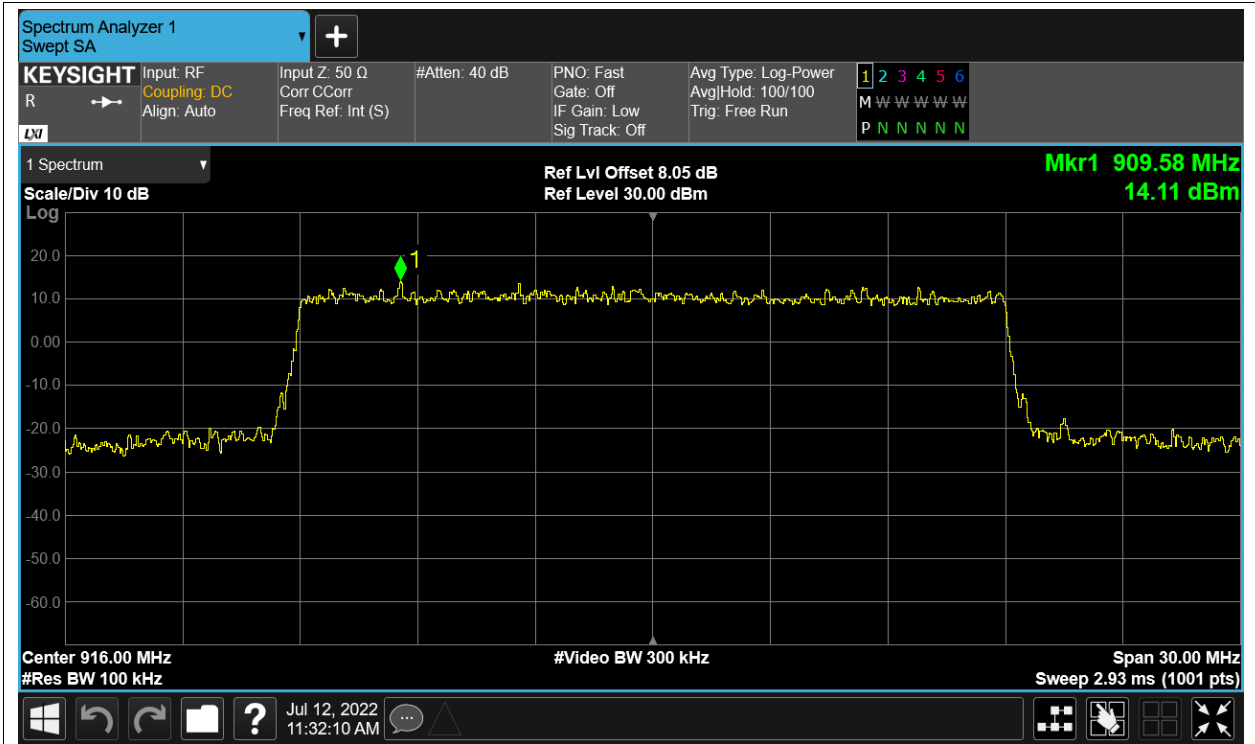 Spectrum Analyzer 1
Swept SA
+
KEYSIGHT
R
LXI
Input: RF
Coupling: DC
Align: Auto
Input Z: 50 Ω
Corr CCorr
Freq Ref: Int (S)
#Atten: 40 dB
PNO: Fast
Gate: Off
IF Gain: Low
Sig Track: Off
Avg Type: Log-Power
Avg|Hold: 100/100
Trig: Free Run
1 2 3 4 5 6
M W W W W W W
P N N N N N N
1 Spectrum
Scale/Div 10 dB
Log
Ref Lvl Offset 8.05 dB
Ref Level 30.00 dBm
Mkr1 909.58 MHz
14.11 dBm
1
20.0
10.0
0.00
-10.0
-20.0
-30.0
-40.0
-50.0
-60.0
Center 916.00 MHz
#Res BW 100 kHz
#Video BW 300 kHz
Span 30.00 MHz
Sweep 2.93 ms (1001 pts)
?
Jul 12, 2022
11:32:10 AM